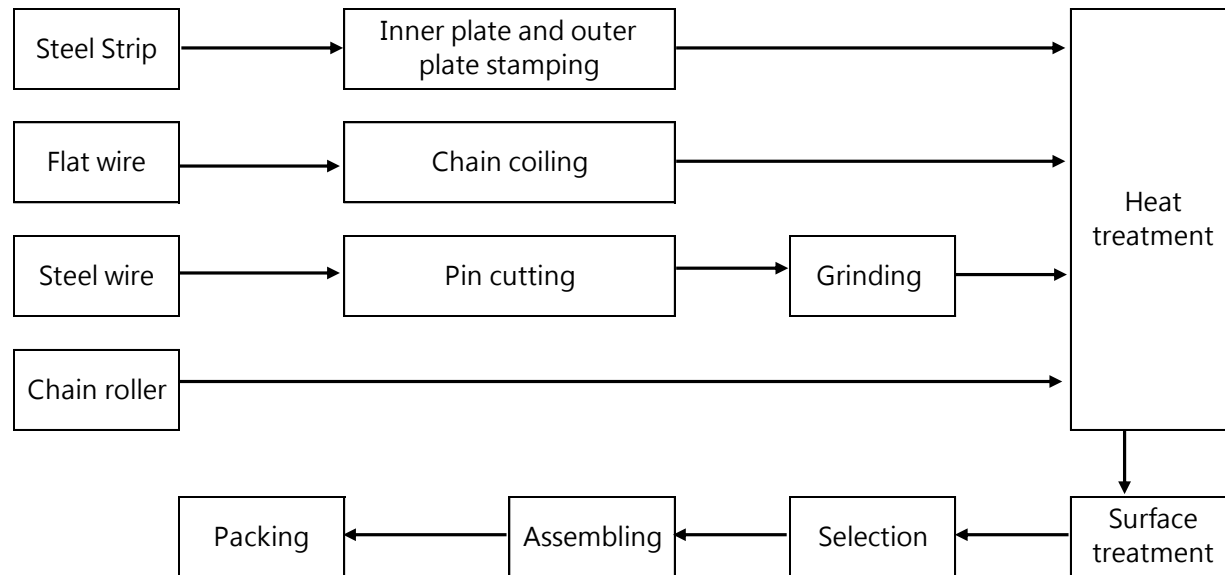 Steel Strip
Inner plate and outer
plate stamping
Flat wire
Chain coiling
Heat
treatment
Steel wire
Pin cutting
Grinding
Chain roller
Packing
Assembling
Selection
Surface
treatment